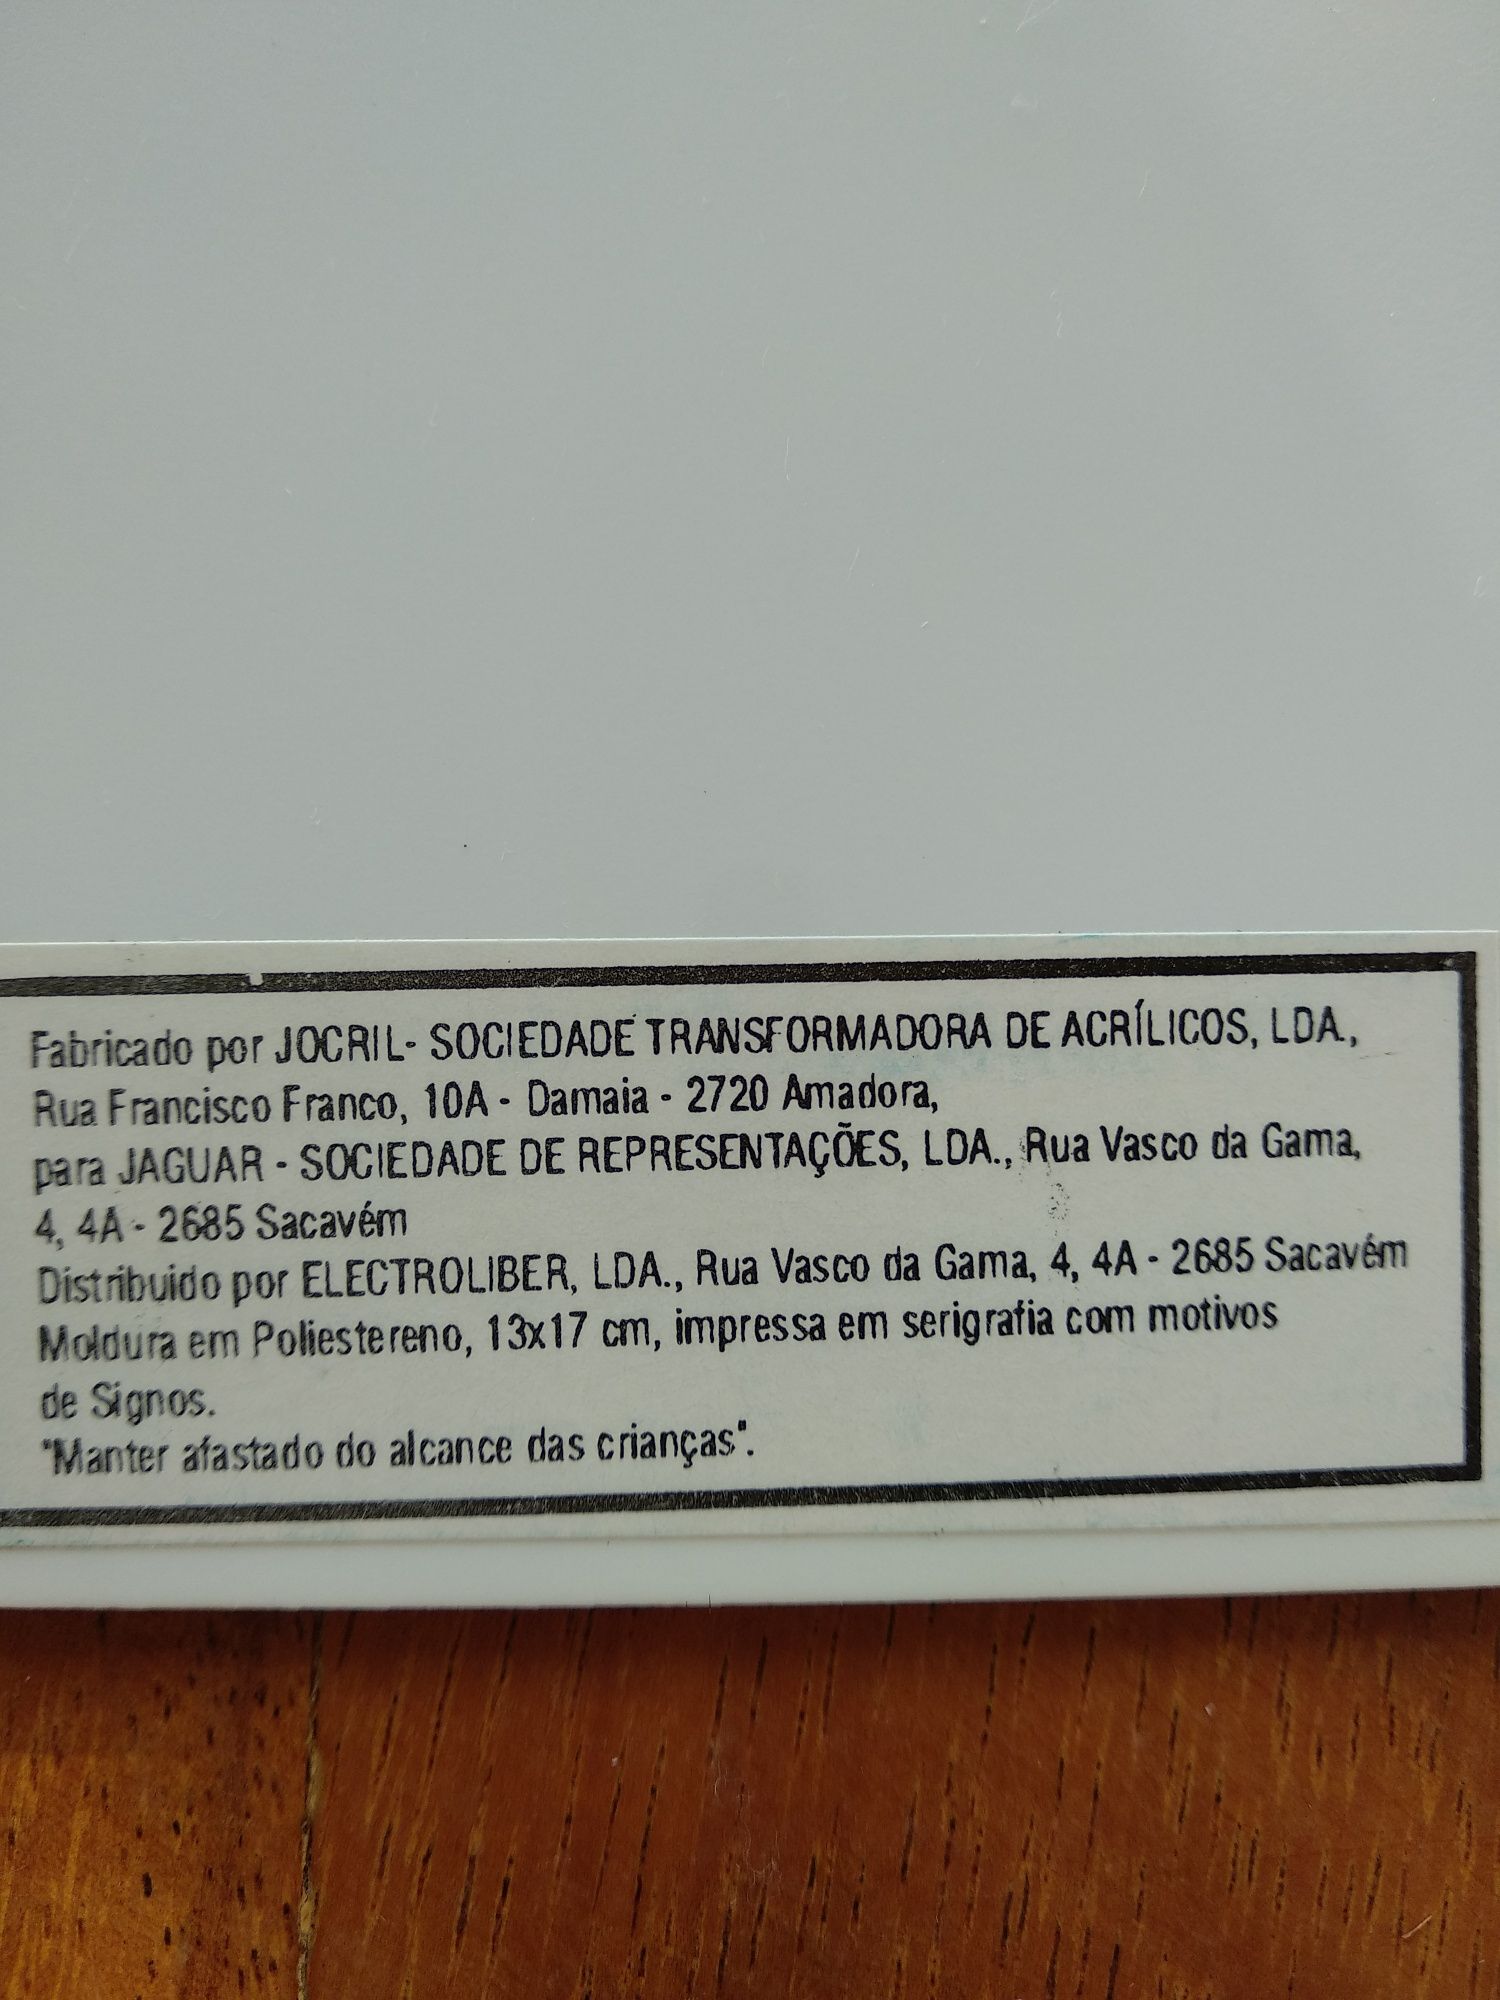 Fabricado por JOCRIL- SOCIEDADE TRANSFORMADORA DE ACRÍLICOS, LDA.,
Rua Francisco Franco, 10A - Damaia - 2720 Amadora,
para JAGUAR - SOCIEDADE DE REPRESENTAÇÕES, LDA., Rua Vasco da Gama,
4, 4A - 2685 Sacavém
Distribuido por ELECTROLIBER, LDA., Rua Vasco da Gama, 4, 4A - 2685 Sacavém
Moldura em Poliestereno, 13x17 cm, impressa em serigrafia com motivos
de Signos.
"Manter afastado do alcance das crianças".